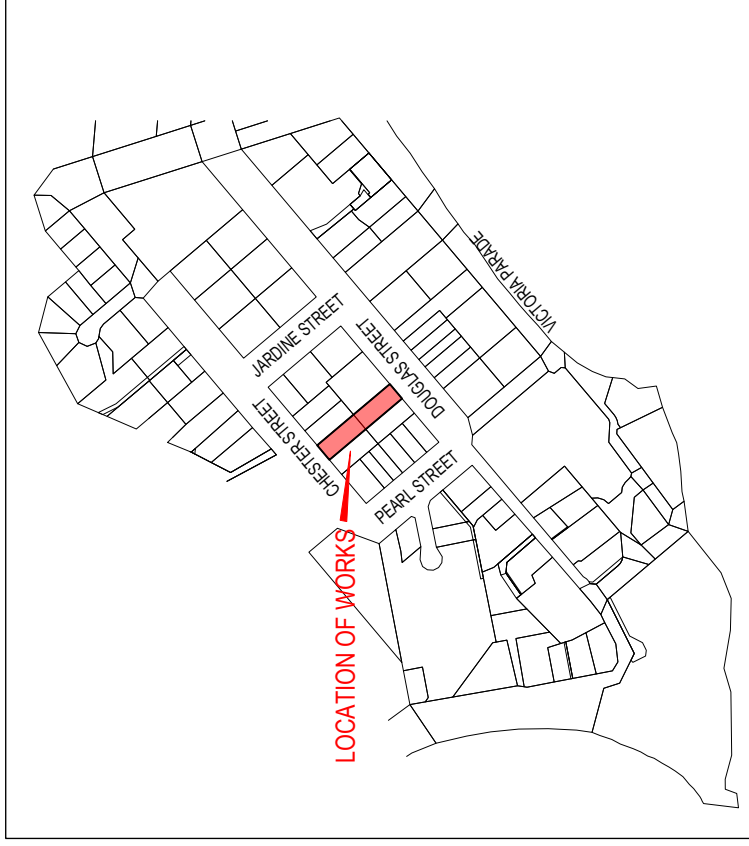 VICTORIA PARADE
JARDINE STREET
DOUGLAS STREET
CHESTER STREET
PEARL STREET
LOCATION OF WORKS